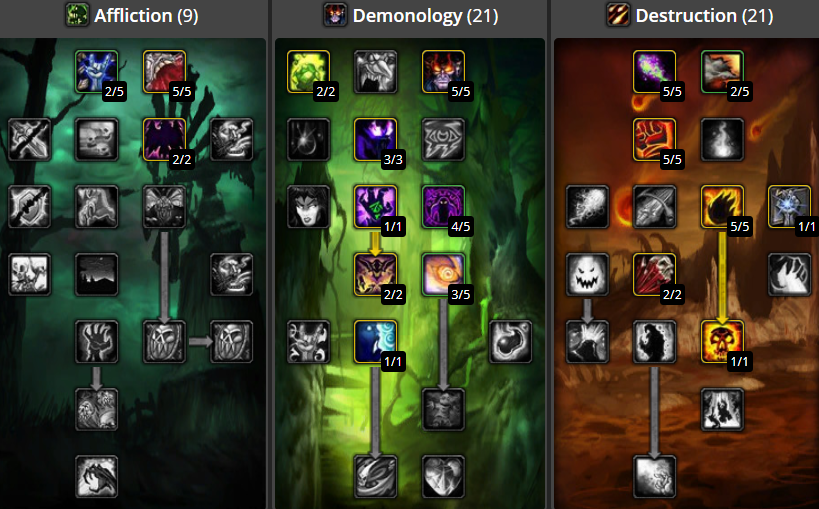 Affliction (9) Demonology (21) Destruction (21)
2/5 5/5 2/2 5/5 5/5 2/5
2/2 3/3 5/5
1/1 4/5 5/5 1/1
2/2 3/5 2/2
1/1 1/1